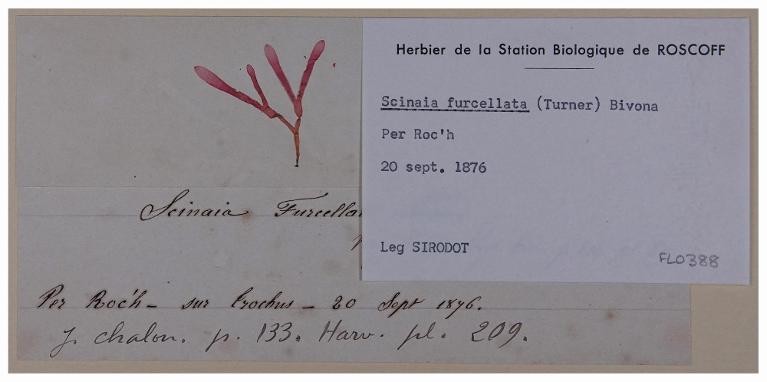 Herbier de la Station Biologique de ROSCOFF
Scinaia furcellata (Turner) Bivona
Per Roc'h
20 sept. 1876
Leg SIRODOT
FL0388
Scinaia Furcella
Per Roc'h - sur Trochus - 20 Sept 1876.
J. Chalon. p. 133. Harv. pl. 209.